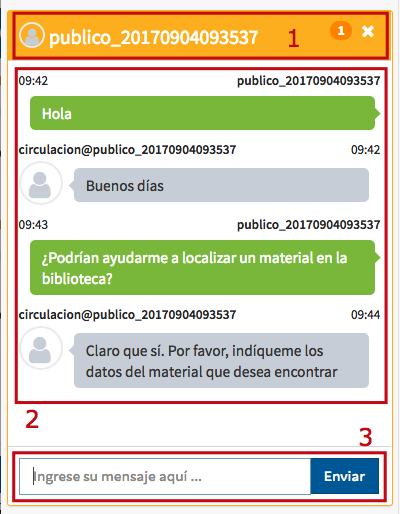 publico_20170904093537 1 1 ✖
09:42 publico_20170904093537
Hola
circulacion@publico_20170904093537 09:42
Buenos días
09:43 publico_20170904093537
¿Podrían ayudarme a localizar un material en la
biblioteca?
circulacion@publico_20170904093537 09:44
Claro que sí. Por favor, indíqueme los
datos del material que desea encontrar
2
3
Ingrese su mensaje aquí ... Enviar